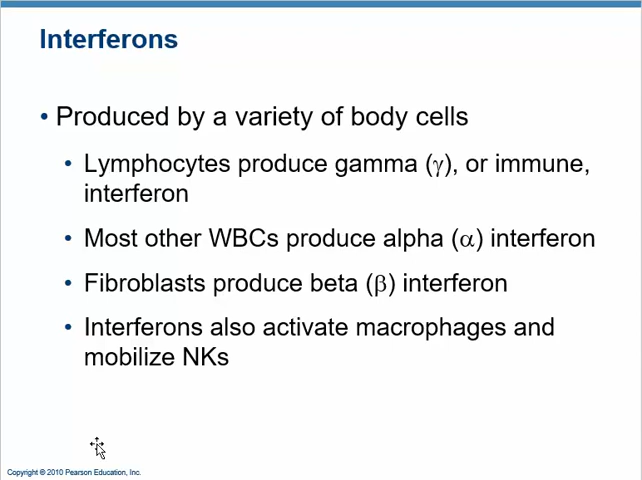 Interferons
• Produced by a variety of body cells
• Lymphocytes produce gamma (γ), or immune,
interferon
• Most other WBCs produce alpha (α) interferon
• Fibroblasts produce beta (β) interferon
• Interferons also activate macrophages and
mobilize NKs
Copyright © 2010 Pearson Education, Inc.